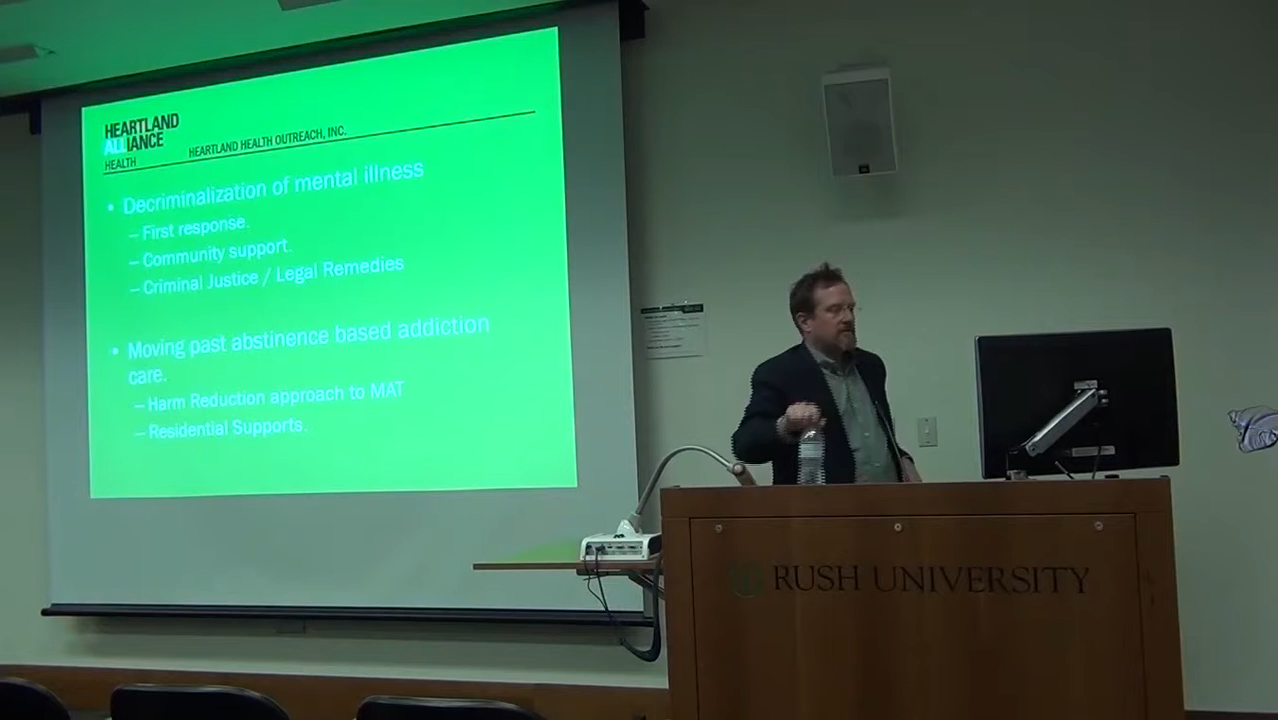 HEARTLAND
ALLIANCE
HEALTH
HEARTLAND HEALTH OUTREACH, INC.
• Decriminalization of mental illness
– First response.
– Community support.
– Criminal Justice / Legal Remedies
• Moving past abstinence based addiction
care.
– Harm Reduction approach to MAT
– Residential Supports.
RUSH UNIVERSITY